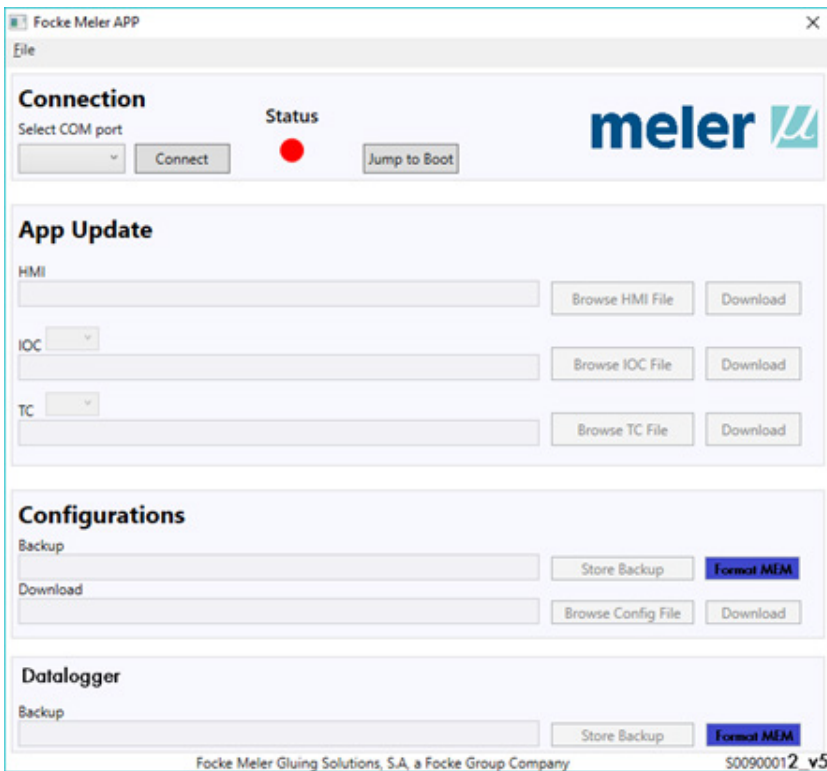 Focke Meler APP
File
Connection
Select COM port
Status
Connect
Jump to Boot
meler µ
App Update
HMI
Browse HMI File
Download
IOC
Browse IOC File
Download
TC
Browse TC File
Download
Configurations
Backup
Store Backup
Format MEM
Download
Browse Config File
Download
Datalogger
Backup
Store Backup
Format MEM
Focke Meler Gluing Solutions, S.A, a Focke Group Company
S00900012_v5